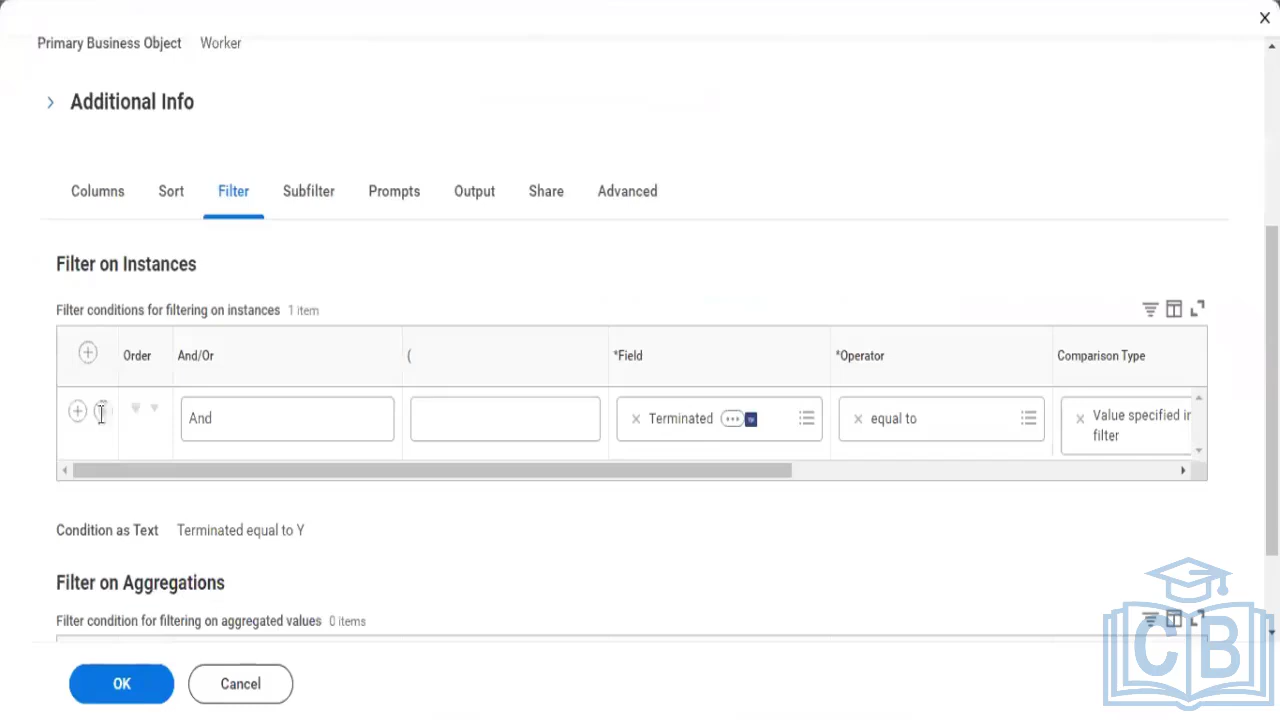 Primary Business Object Worker
Additional Info
Columns Sort Filter Subfilter Prompts Output Share Advanced
Filter on Instances
Filter conditions for filtering on instances 1 item
Order And/Or ( *Field *Operator Comparison Type
And Terminated equal to Value specified in
filter
Condition as Text Terminated equal to Y
Filter on Aggregations
Filter condition for filtering on aggregated values 0 items
OK Cancel
CB